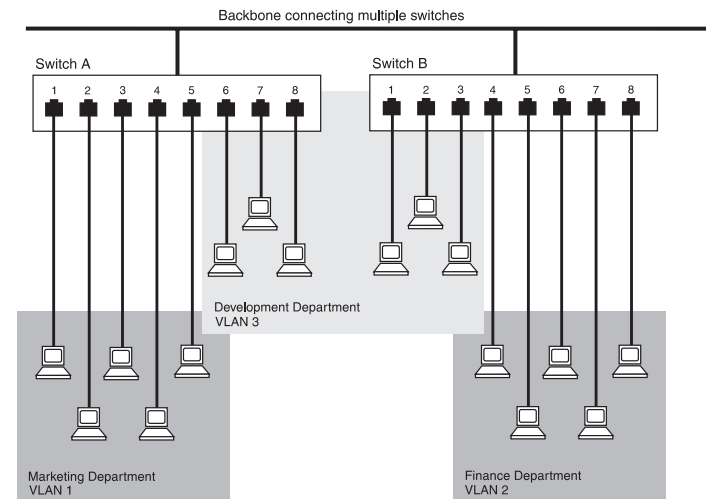 Backbone connecting multiple switches
Switch A
1 2 3 4 5 6 7 8
Switch B
1 2 3 4 5 6 7 8
Development Department
VLAN 3
Marketing Department
VLAN 1
Finance Department
VLAN 2